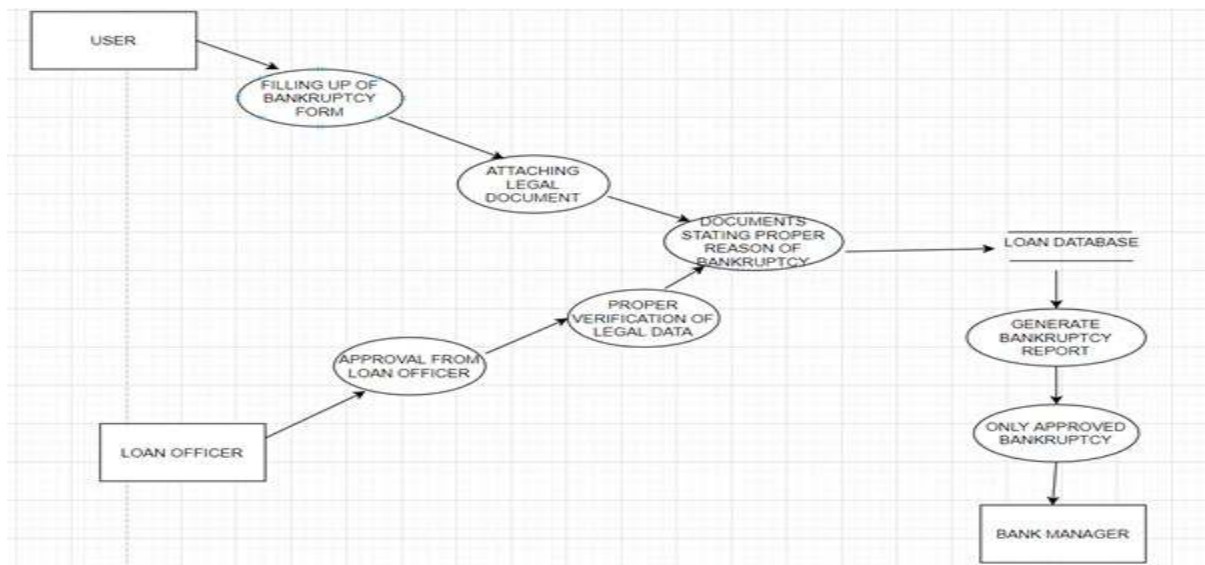 USER
FILLING UP OF
BANKRUPTCY
FORM
ATTACHING
LEGAL
DOCUMENT
DOCUMENTS
STATING PROPER
REASON OF
BANKRUPTCY
LOAN DATABASE
PROPER
VERIFICATION OF
LEGAL DATA
GENERATE
BANKRUPTCY
REPORT
APPROVAL FROM
LOAN OFFICER
ONLY APPROVED
BANKRUPTCY
LOAN OFFICER
BANK MANAGER